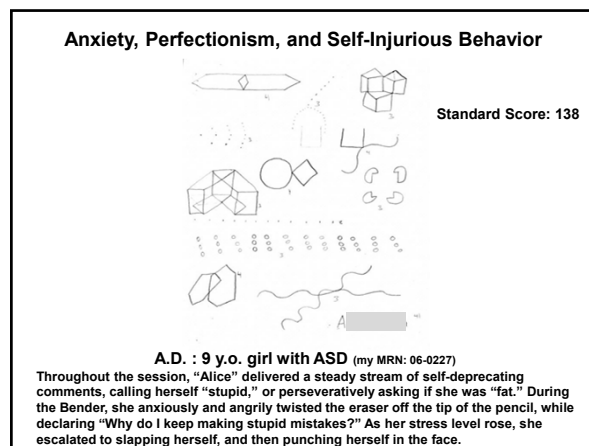 Anxiety, Perfectionism, and Self-Injurious Behavior
Standard Score: 138
A
A.D. : 9 y.o. girl with ASD (my MRN: 06-0227)
Throughout the session, “Alice” delivered a steady stream of self-deprecating
comments, calling herself “stupid,” or perseveratively asking if she was “fat.” During
the Bender, she anxiously and angrily twisted the eraser off the tip of the pencil, while
declaring “Why do I keep making stupid mistakes?” As her stress level rose, she
escalated to slapping herself, and then punching herself in the face.